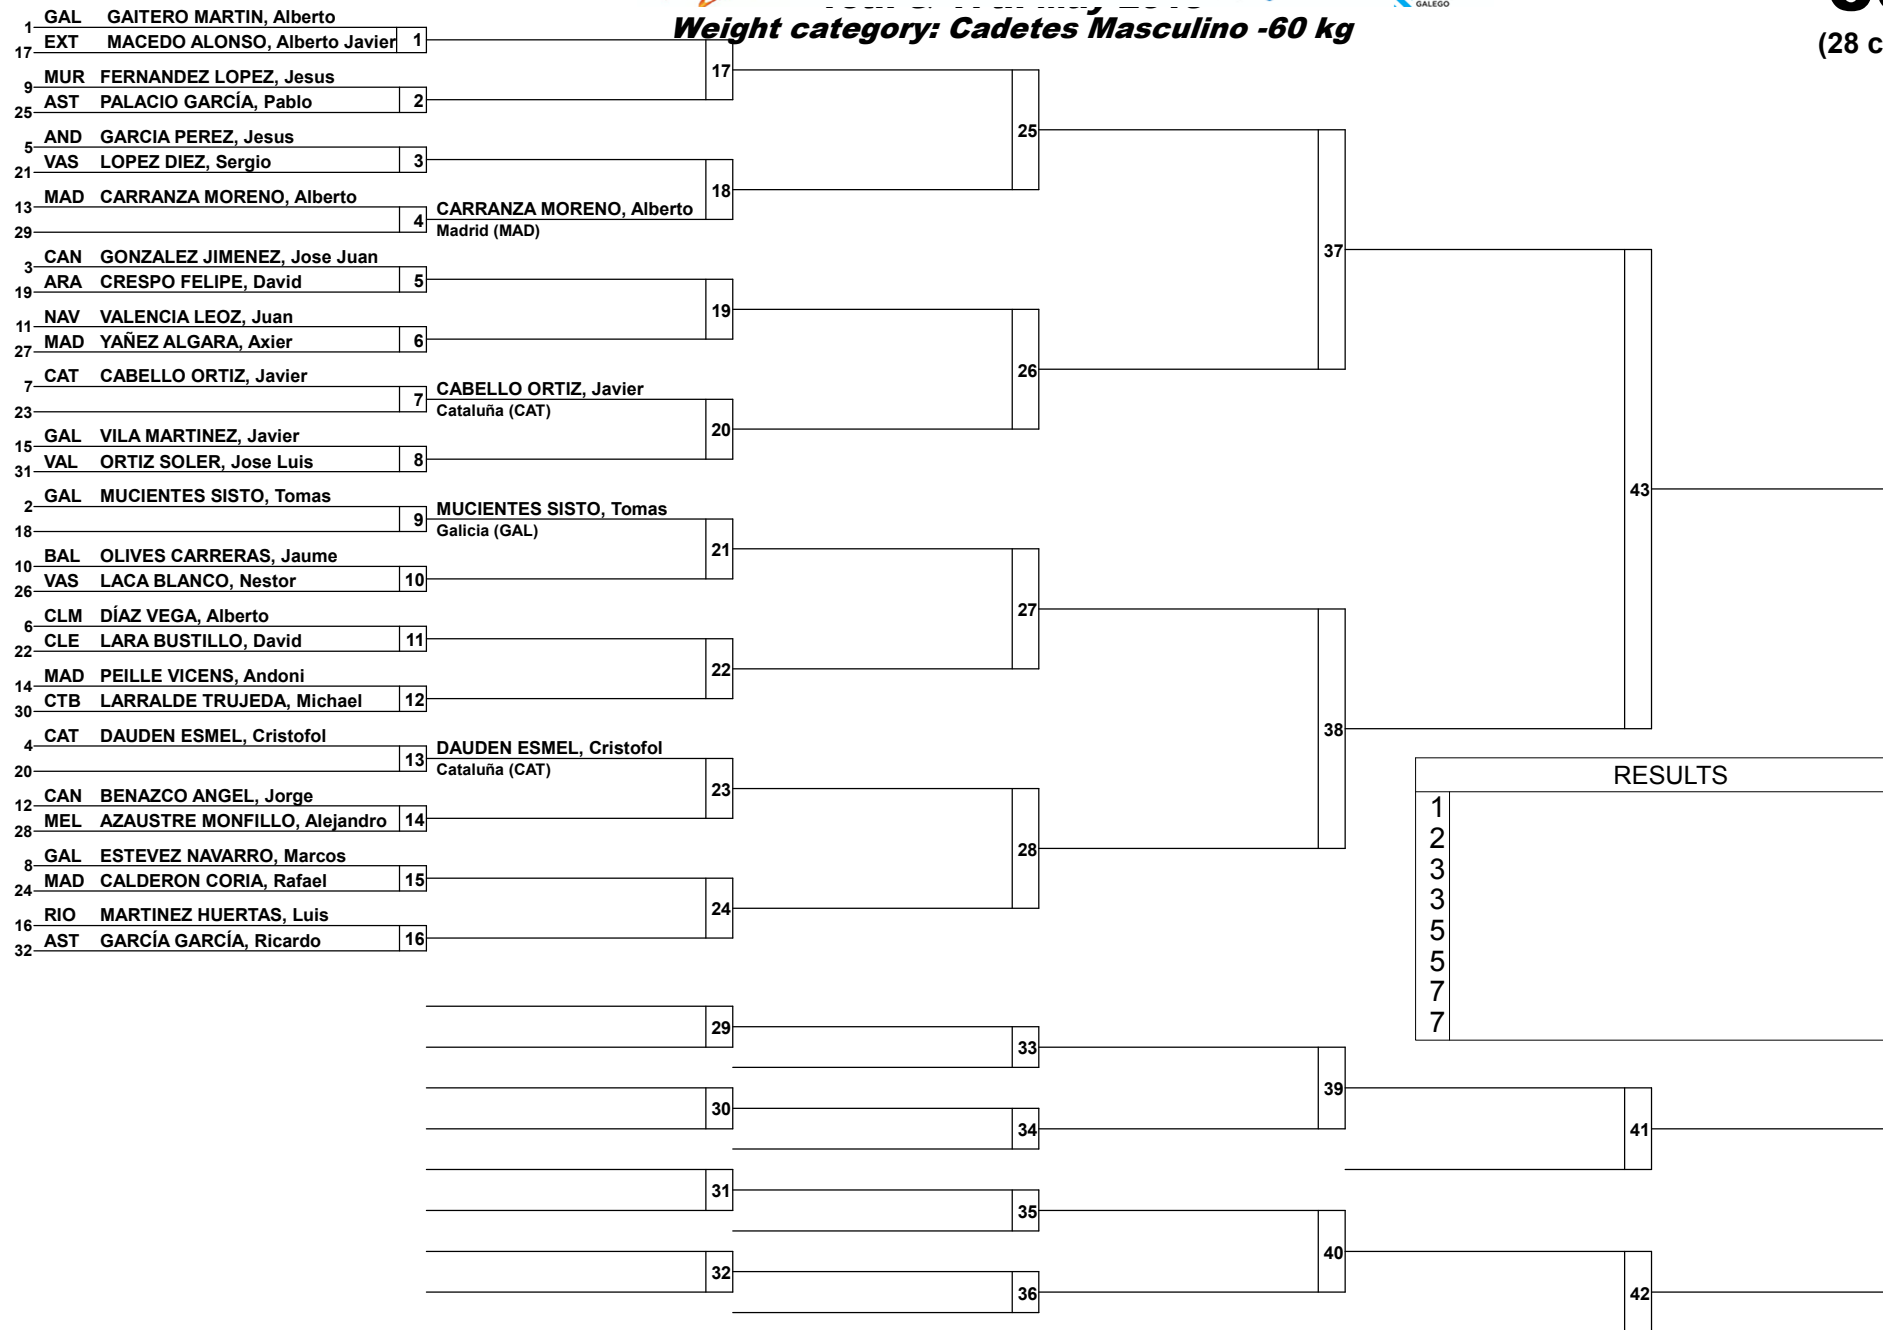 GALEGO
Weight category: Cadetes Masculino -60 kg
(28 c
1 GAL GAITERO MARTIN, Alberto
17 EXT MACEDO ALONSO, Alberto Javier 1
9 MUR FERNANDEZ LOPEZ, Jesus
25 AST PALACIO GARCÍA, Pablo 2
5 AND GARCIA PEREZ, Jesus
21 VAS LOPEZ DIEZ, Sergio 3
13 MAD CARRANZA MORENO, Alberto
29 4
3 CAN GONZALEZ JIMENEZ, Jose Juan
19 ARA CRESPO FELIPE, David 5
11 NAV VALENCIA LEOZ, Juan
27 MAD YAÑEZ ALGARA, Axier 6
7 CAT CABELLO ORTIZ, Javier
23 7
15 GAL VILA MARTINEZ, Javier
31 VAL ORTIZ SOLER, Jose Luis 8
2 GAL MUCIENTES SISTO, Tomas
18 9
10 BAL OLIVES CARRERAS, Jaume
26 VAS LACA BLANCO, Nestor 10
6 CLM DÍAZ VEGA, Alberto
22 CLE LARA BUSTILLO, David 11
14 MAD PEILLE VICENS, Andoni
30 CTB LARRALDE TRUJEDA, Michael 12
4 CAT DAUDEN ESMEL, Cristofol
20 13
12 CAN BENAZCO ANGEL, Jorge
28 MEL AZAUSTRE MONFILLO, Alejandro 14
8 GAL ESTEVEZ NAVARRO, Marcos
24 MAD CALDERON CORIA, Rafael 15
16 RIO MARTINEZ HUERTAS, Luis
32 AST GARCÍA GARCÍA, Ricardo 16
CARRANZA MORENO, Alberto
Madrid (MAD)
CABELLO ORTIZ, Javier
Cataluña (CAT)
MUCIENTES SISTO, Tomas
Galicia (GAL)
DAUDEN ESMEL, Cristofol
Cataluña (CAT)
17
18
19
20
21
22
23
24
25
26
27
28
37
38
43
RESULTS
1
2
3
3
5
5
7
7
29
30
31
32
33
34
35
36
39
40
41
42